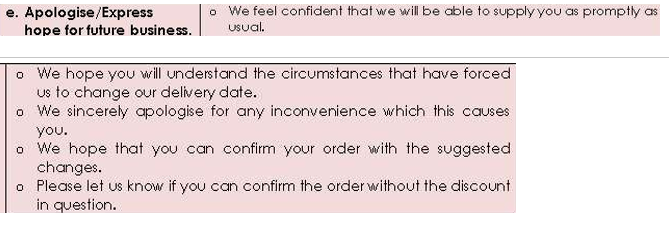 e. Apologise/Express
hope for future business.
o We feel confident that we will be able to supply you as promptly as
usual.
o We hope you will understand the circumstances that have forced
us to change our delivery date.
o We sincerely apologise for any inconvenience which this causes
you.
o We hope that you can confirm your order with the suggested
changes.
o Please let us know if you can confirm the order without the discount
in question.